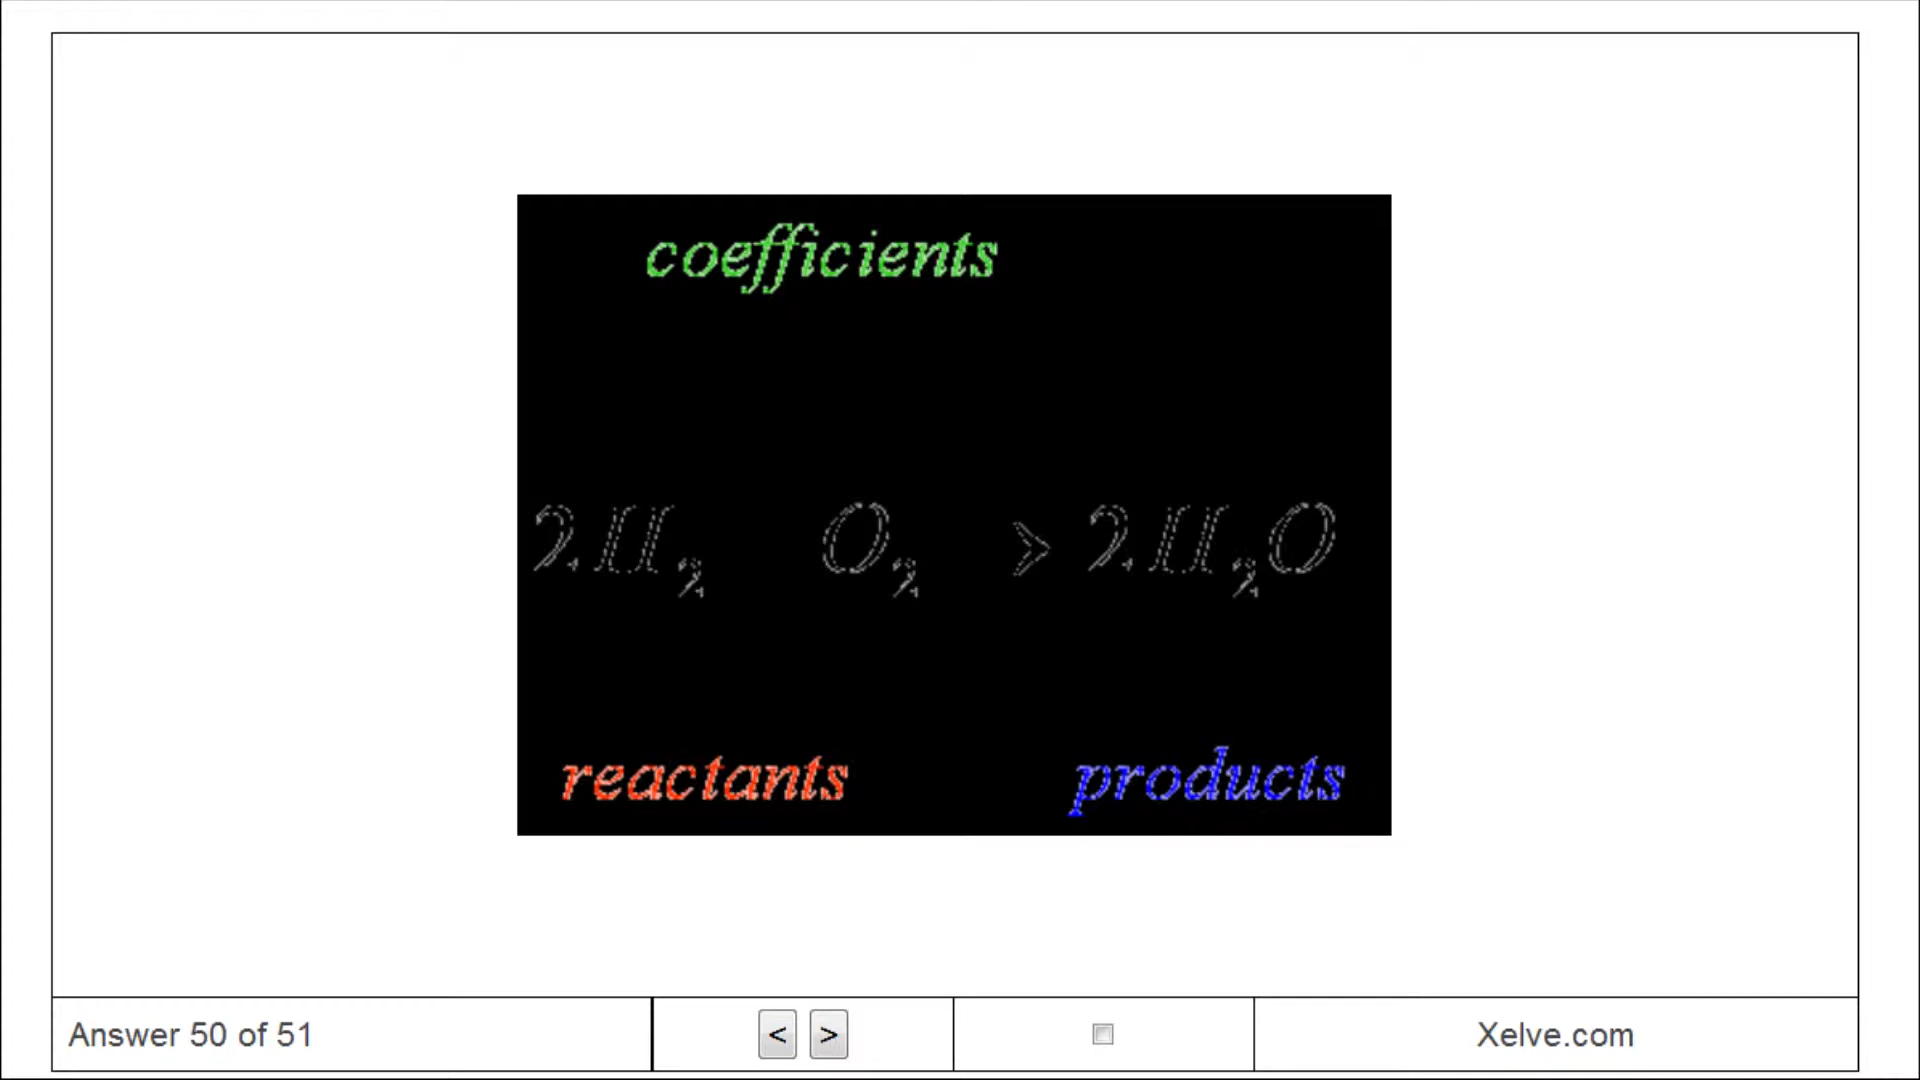 coefficients
2H₂ O₂ > 2H₂O
reactants products
Answer 50 of 51 < > Xelve.com